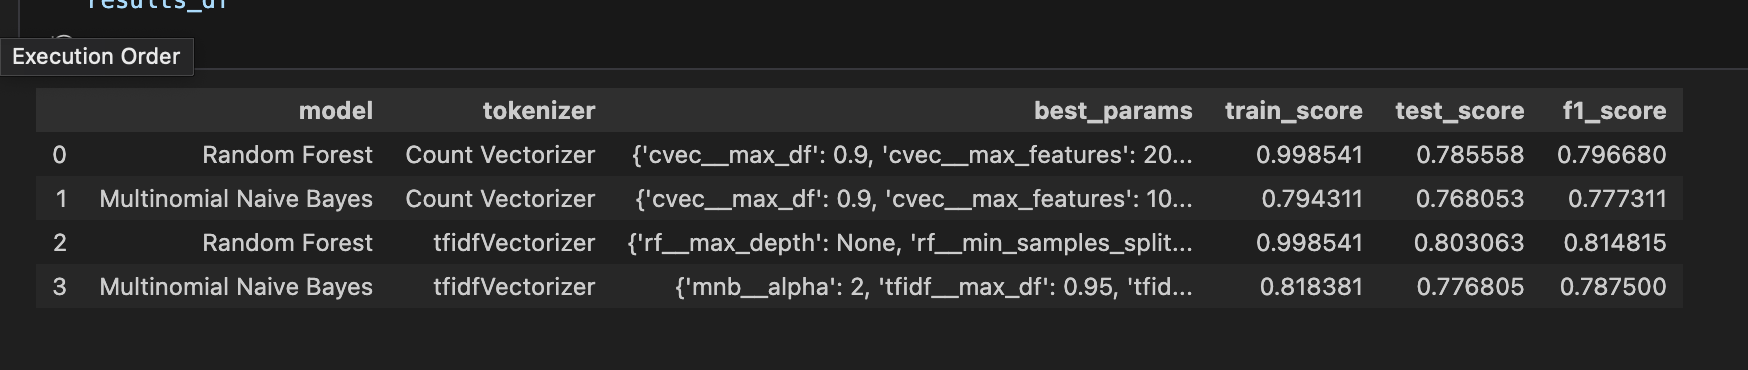 results_df
Execution Order
model tokenizer best_params train_score test_score f1_score
0 Random Forest Count Vectorizer {'cvec__max_df': 0.9, 'cvec__max_features': 20... 0.998541 0.785558 0.796680
1 Multinomial Naive Bayes Count Vectorizer {'cvec__max_df': 0.9, 'cvec__max_features': 10... 0.794311 0.768053 0.777311
2 Random Forest tfidfVectorizer {'rf__max_depth': None, 'rf__min_samples_split... 0.998541 0.803063 0.814815
3 Multinomial Naive Bayes tfidfVectorizer {'mnb__alpha': 2, 'tfidf__max_df': 0.95, 'tfid... 0.818381 0.776805 0.787500